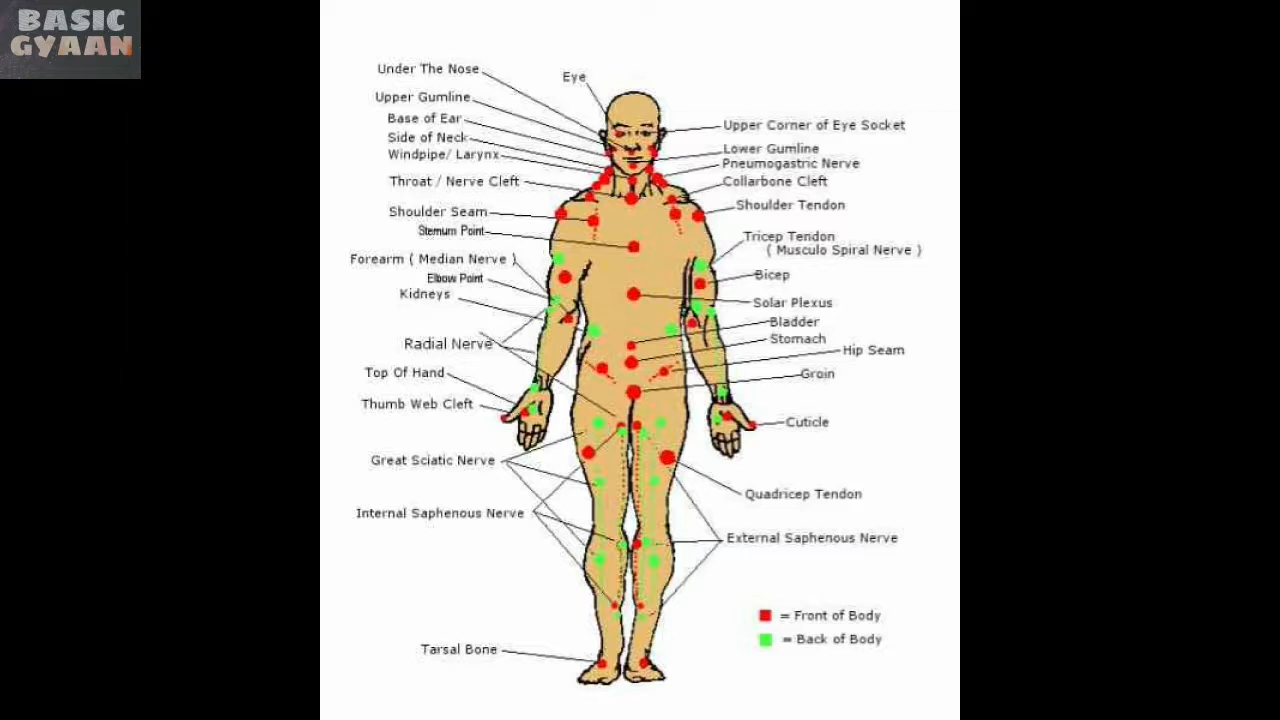 BASIC
GYAAN
Under The Nose
Eye
Upper Gumline
Base of Ear
Side of Neck
Windpipe/ Larynx
Throat / Nerve Cleft
Shoulder Seam
Sternum Point
Forearm ( Median Nerve )
Elbow Point
Kidneys
Radial Nerve
Top Of Hand
Thumb Web Cleft
Great Sciatic Nerve
Internal Saphenous Nerve
Tarsal Bone
Upper Corner of Eye Socket
Lower Gumline
Pneumogastric Nerve
Collarbone Cleft
Shoulder Tendon
Tricep Tendon
( Musculo Spiral Nerve )
Bicep
Solar Plexus
Bladder
Stomach
Hip Seam
Groin
Cuticle
Quadricep Tendon
External Saphenous Nerve
= Front of Body
= Back of Body